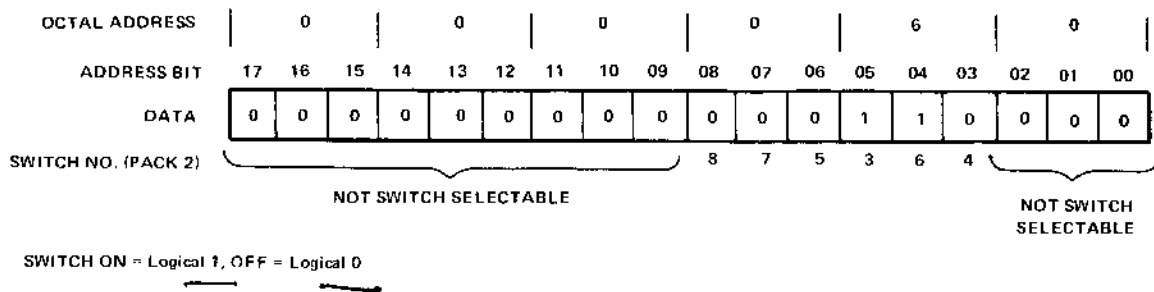 OCTAL ADDRESS | 0 | 0 | 0 | 0 | 6 | 0 |
ADDRESS BIT 17 16 15 14 13 12 11 10 09 08 07 06 05 04 03 02 01 00
DATA 0 0 0 0 0 0 0 0 0 0 0 0 1 1 0 0 0 0
SWITCH NO. (PACK 2) 8 7 5 3 6 4
NOT SWITCH SELECTABLE
NOT SWITCH
SELECTABLE
SWITCH ON = Logical 1, OFF = Logical 0